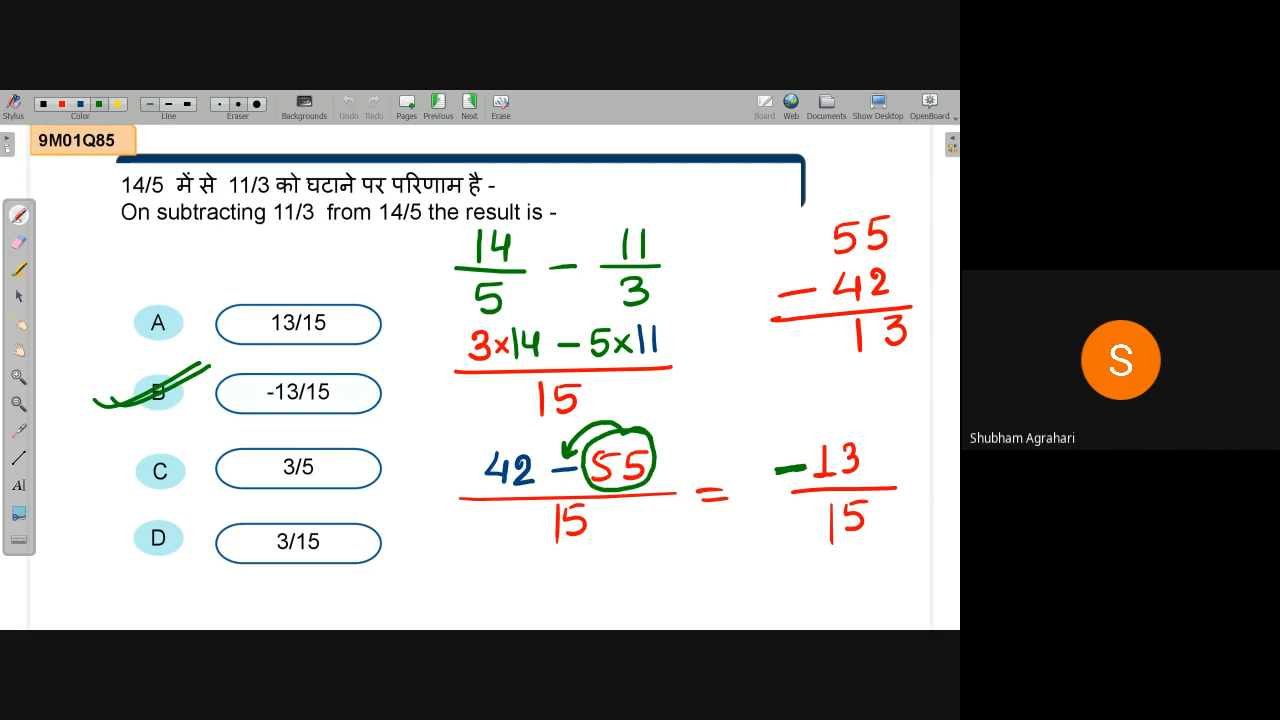 Stylus
Color
Line
Eraser
Backgrounds
Undo
Redo
Pages
Previous
Next
Erase
Board
Web
Documents
Show Desktop
OpenBoard
9M01Q85
14/5 में से 11/3 को घटाने पर परिणाम है -
On subtracting 11/3 from 14/5 the result is -
14/5 - 11/3
3×14 - 5×11
15
42 - 55
15
= -13/15
55
- 42
13
A 13/15
B -13/15
C 3/5
D 3/15
AI
S
Shubham Agrahari